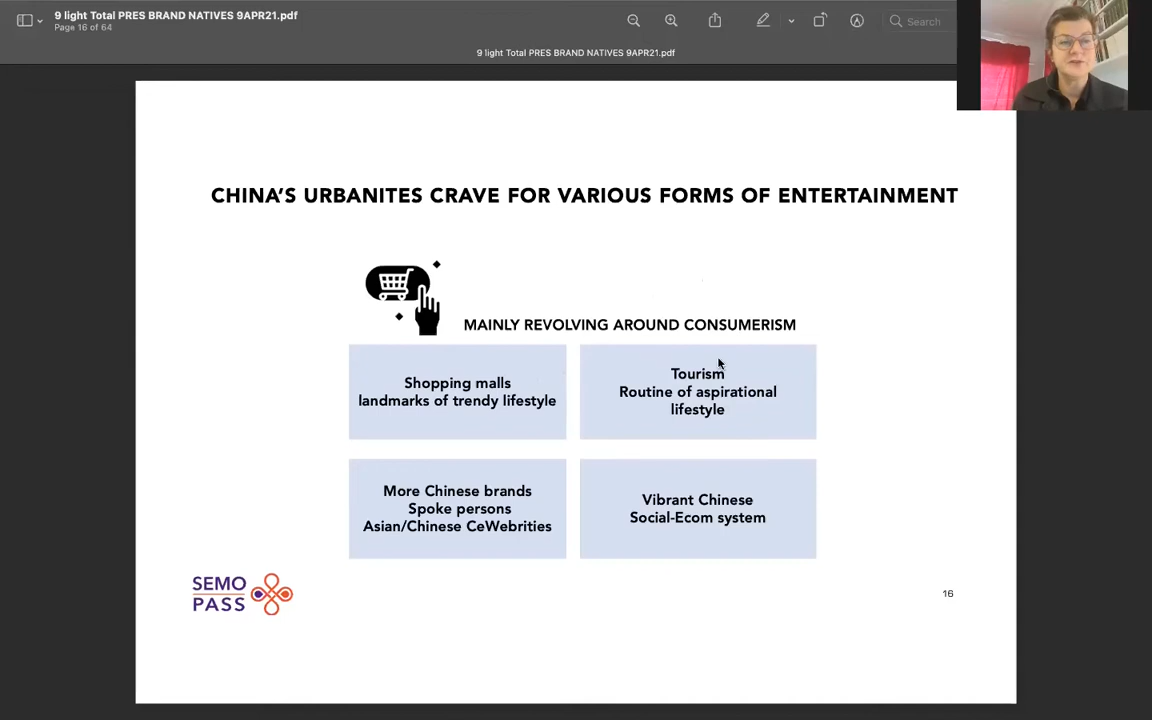 9 light Total PRES BRAND NATIVES 9APR21.pdf
Page 16 of 64
Search
9 light Total PRES BRAND NATIVES 9APR21.pdf
CHINA'S URBANITES CRAVE FOR VARIOUS FORMS OF ENTERTAINMENT
MAINLY REVOLVING AROUND CONSUMERISM
Shopping malls
landmarks of trendy lifestyle
Tourism
Routine of aspirational
lifestyle
More Chinese brands
Spoke persons
Asian/Chinese CeWebrities
Vibrant Chinese
Social-Ecom system
SEMO
PASS
16